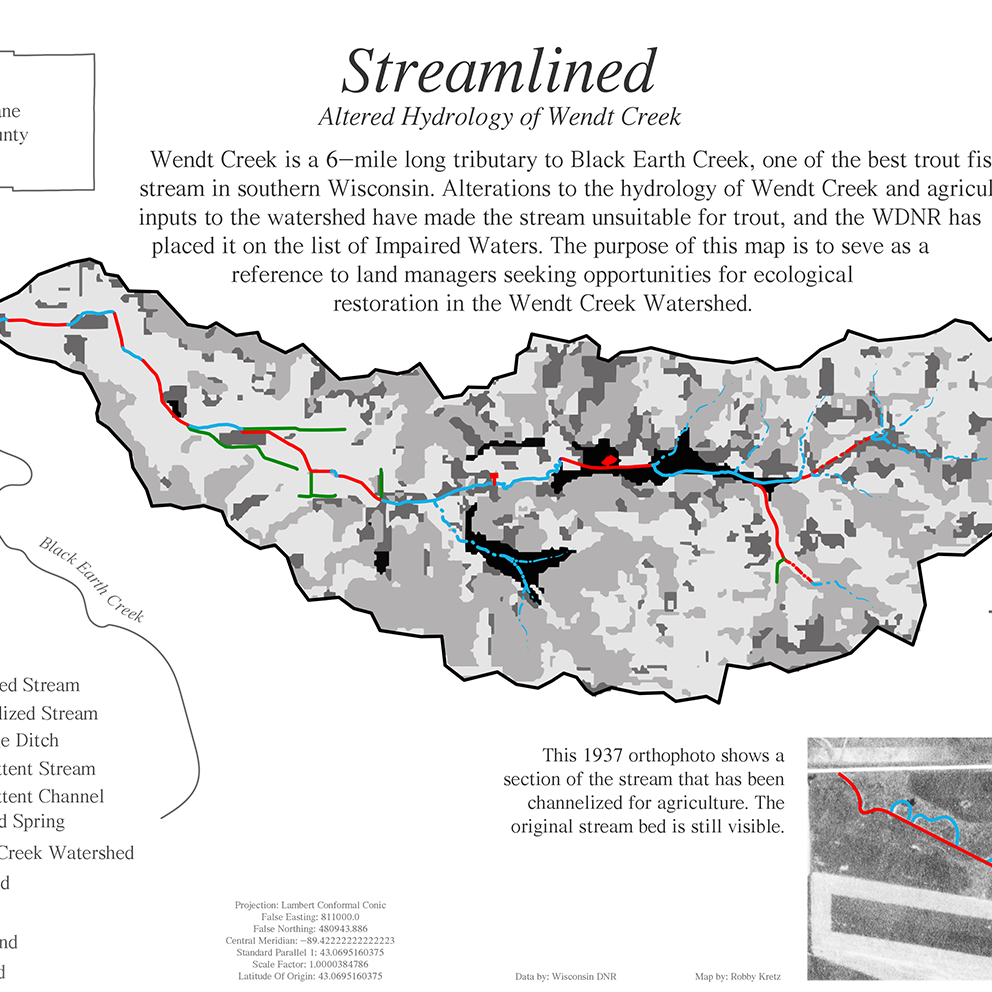 Streamlined
Altered Hydrology of Wendt Creek
Wendt Creek is a 6–mile long tributary to Black Earth Creek, one of the best trout fis
stream in southern Wisconsin. Alterations to the hydrology of Wendt Creek and agricul
inputs to the watershed have made the stream unsuitable for trout, and the WDNR has
placed it on the list of Impaired Waters. The purpose of this map is to seve as a
reference to land managers seeking opportunities for ecological
restoration in the Wendt Creek Watershed.
ane
unty
Black Earth Creek
ed Stream
lized Stream
e Ditch
ttent Stream
ttent Channel
d Spring
Creek Watershed
d
nd
d
This 1937 orthophoto shows a
section of the stream that has been
channelized for agriculture. The
original stream bed is still visible.
Projection: Lambert Conformal Conic
False Easting: 811000.0
False Northing: 480943.886
Central Meridian: −89.42222222222223
Standard Parallel 1: 43.0695160375
Scale Factor: 1.0000384786
Latitude Of Origin: 43.0695160375
Data by: Wisconsin DNR
Map by: Robby Kretz